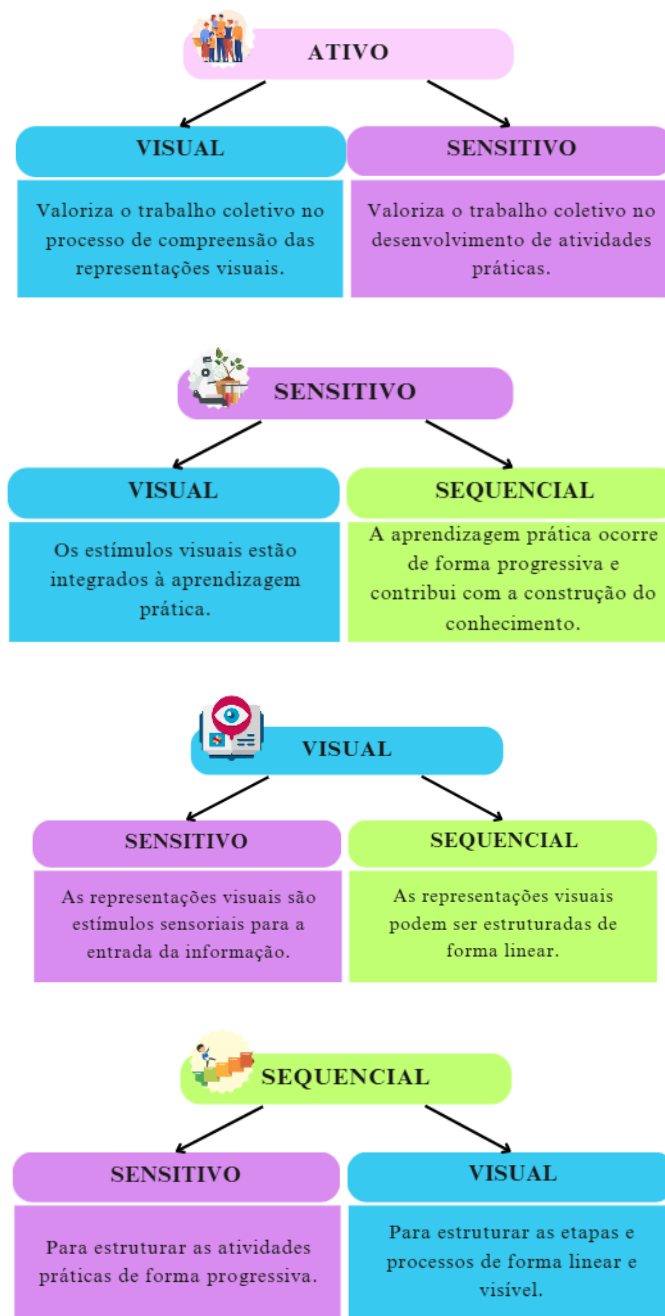 ATIVO
VISUAL
Valoriza o trabalho coletivo no
processo de compreensão das
representações visuais.
SENSITIVO
Valoriza o trabalho coletivo no
desenvolvimento de atividades
práticas.
SENSITIVO
VISUAL
Os estímulos visuais estão
integrados à aprendizagem
prática.
SEQUENCIAL
A aprendizagem prática ocorre
de forma progressiva e
contribui com a construção do
conhecimento.
VISUAL
SENSITIVO
As representações visuais são
estímulos sensoriais para a
entrada da informação.
SEQUENCIAL
As representações visuais
podem ser estruturadas de
forma linear.
SEQUENCIAL
SENSITIVO
Para estruturar as atividades
práticas de forma progressiva.
VISUAL
Para estruturar as etapas e
processos de forma linear e
visível.